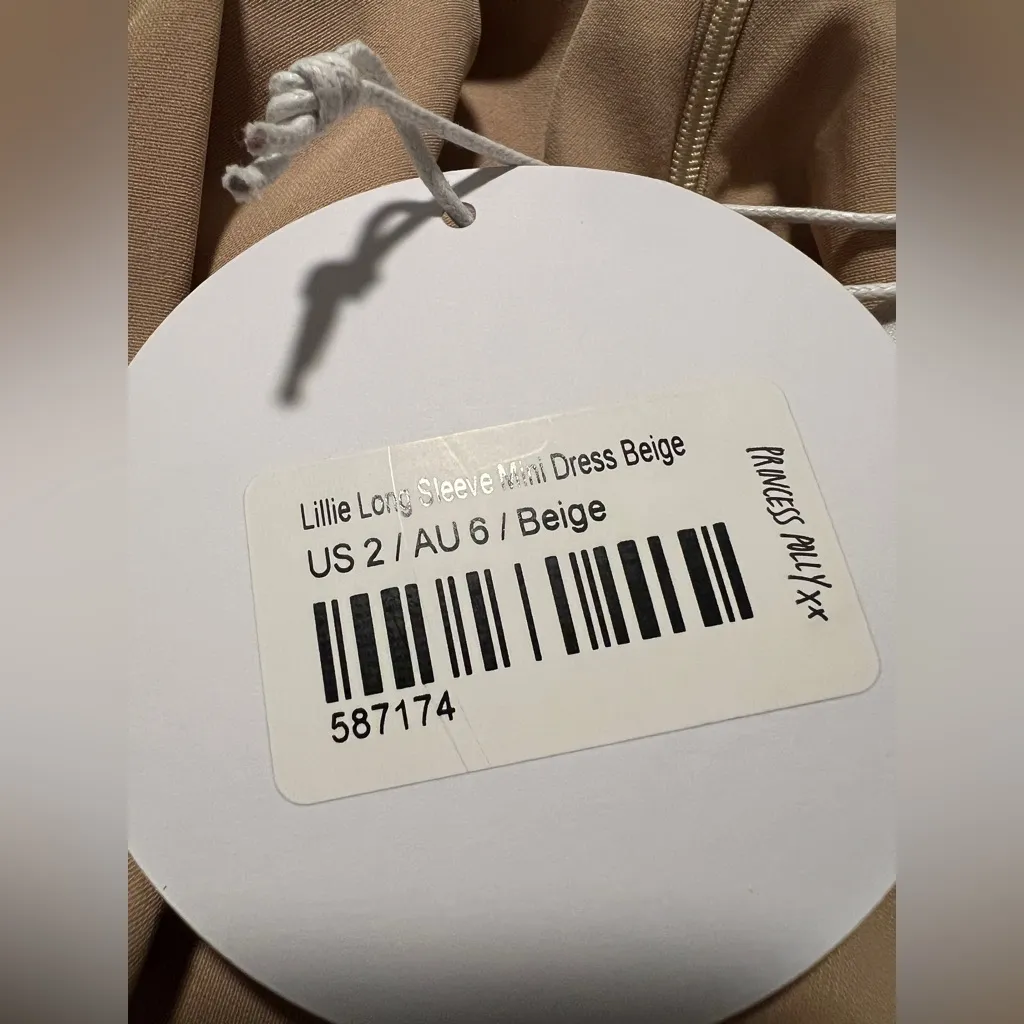 Lillie Long Sleeve Mini Dress Beige
US 2 / AU 6 / Beige
587174
PRINCESS POLLY xx